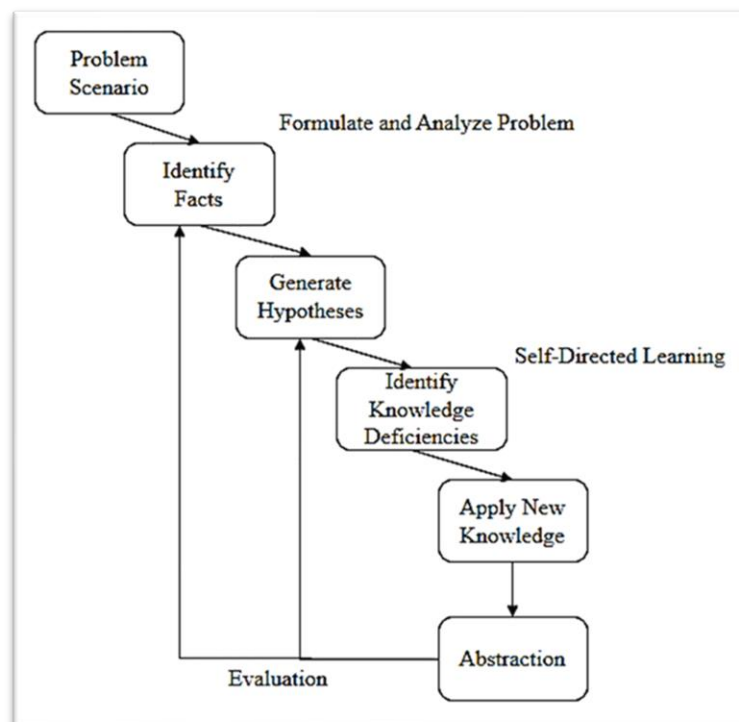 Problem
Scenario
Formulate and Analyze Problem
Identify
Facts
Generate
Hypotheses
Self-Directed Learning
Identify
Knowledge
Deficiencies
Apply New
Knowledge
Abstraction
Evaluation